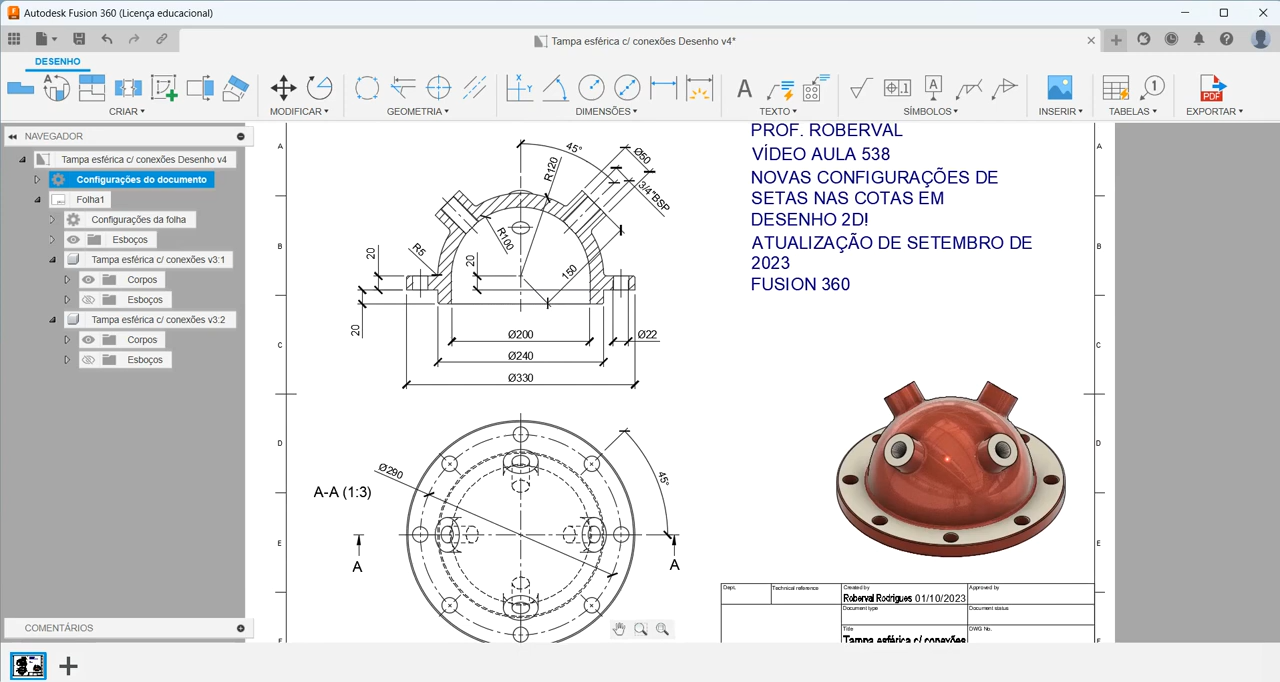 Autodesk Fusion 360 (Licença educacional)
Tampa esférica c/ conexões Desenho v4*
DESENHO
CRIAR
MODIFICAR
GEOMETRIA
DIMENSÕES
TEXTO
SÍMBOLOS
INSERIR
TABELAS
EXPORTAR
PDF
NAVEGADOR
Tampa esférica c/ conexões Desenho v4
Configurações do documento
Folha1
Configurações da folha
Esboços
Tampa esférica c/ conexões v3:1
Corpos
Esboços
Tampa esférica c/ conexões v3:2
Corpos
Esboços
COMENTÁRIOS
PROF. ROBERVAL
VÍDEO AULA 538
NOVAS CONFIGURAÇÕES DE
SETAS NAS COTAS EM
DESENHO 2D!
ATUALIZAÇÃO DE SETEMBRO DE
2023
FUSION 360
A
B
C
D
E
F
A
B
C
D
E
F
45°
Ø50
R120
3/4"BSP
R100
R5
20
20
150
20
Ø200
Ø22
Ø240
Ø330
Ø290
45°
A-A (1:3)
A
A
Dept.
Technical reference
Created by
Approved by
Roberval Rodrigues 01/10/2023
Document type
Document status
Title
DWG No.
Tampa esférica c/ conexões